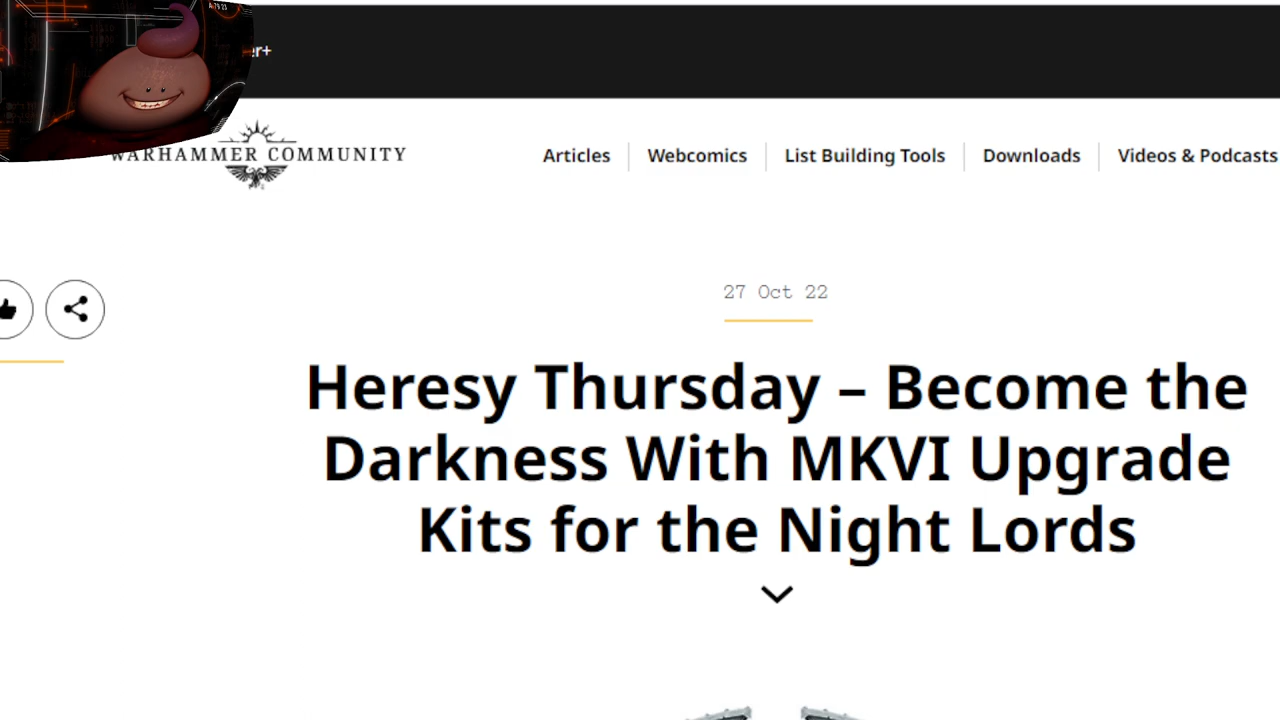 er+
WARHAMMER COMMUNITY
Articles
Webcomics
List Building Tools
Downloads
Videos & Podcasts
27 Oct 22
Heresy Thursday – Become the
Darkness With MKVI Upgrade
Kits for the Night Lords